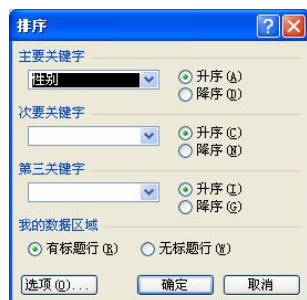 排序
主要关键字
性别
升序(A)
降序(D)
次要关键字
升序(C)
降序(N)
第三关键字
升序(I)
降序(G)
我的数据区域
有标题行(R) 无标题行(W)
选项(O)... 确定 取消